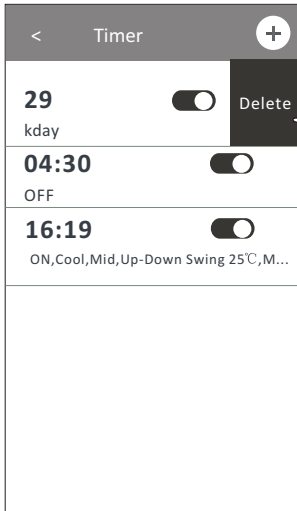 < Timer +
29 Delete
kday
04:30
OFF
16:19
ON,Cool,Mid,Up-Down Swing 25℃,M...